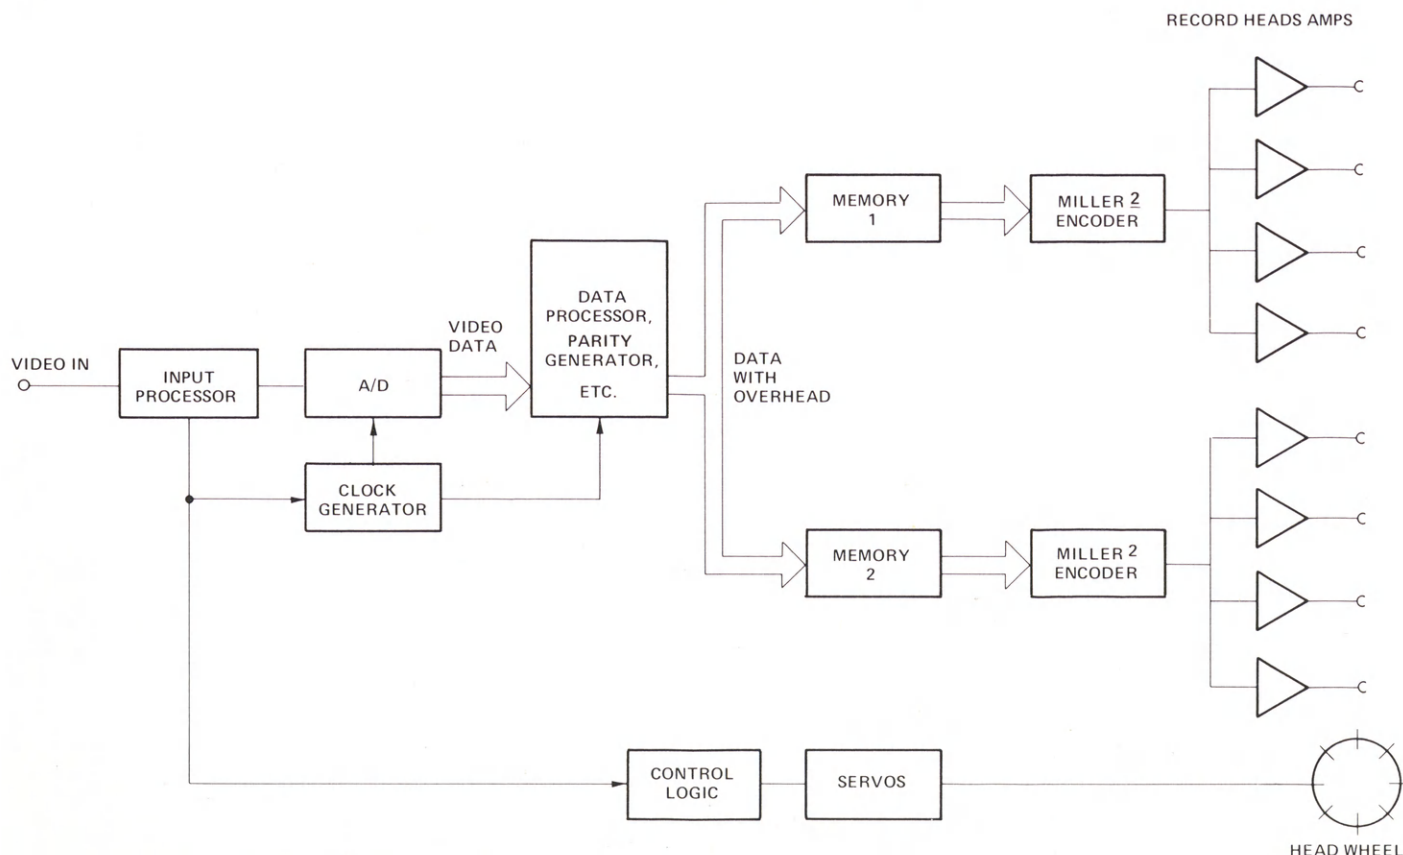 RECORD HEADS AMPS
MEMORY
1
MILLER 2
ENCODER
DATA
PROCESSOR,
PARITY
GENERATOR,
ETC.
VIDEO
DATA
VIDEO IN
INPUT
PROCESSOR
A/D
DATA
WITH
OVERHEAD
CLOCK
GENERATOR
MEMORY
2
MILLER 2
ENCODER
CONTROL
LOGIC
SERVOS
HEAD WHEEL